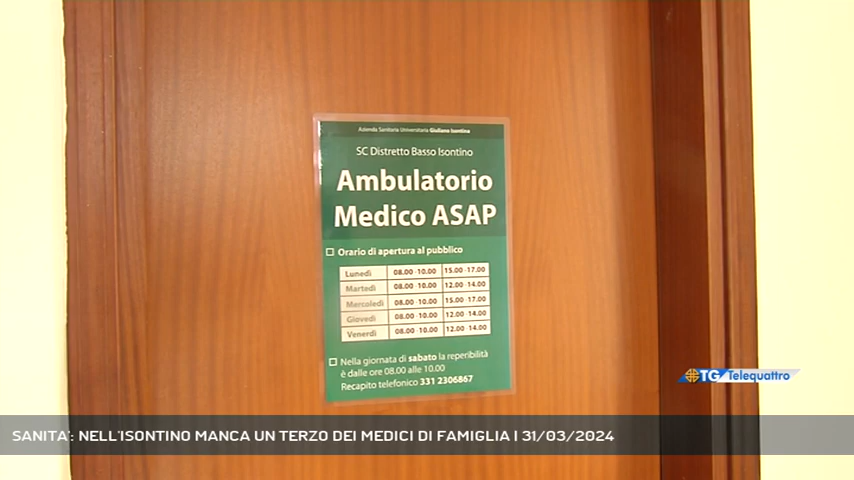 Azienda Sanitaria Universitaria Giuliano Isontina
SC Distretto Basso Isontino
Ambulatorio
Medico ASAP
Orario di apertura al pubblico
Lunedì 08.00-10.00 15.00-17.00
Martedì 08.00-10.00 12.00-14.00
Mercoledì 08.00-10.00 15.00-17.00
Giovedì 08.00-10.00 12.00-14.00
Venerdì 08.00-10.00 12.00-14.00
Nella giornata di sabato la reperibilità
è dalle ore 08.00 alle 10.00
Recapito telefonico 331 2306867
TG Telequattro
SANITA': NELL'ISONTINO MANCA UN TERZO DEI MEDICI DI FAMIGLIA | 31/03/2024